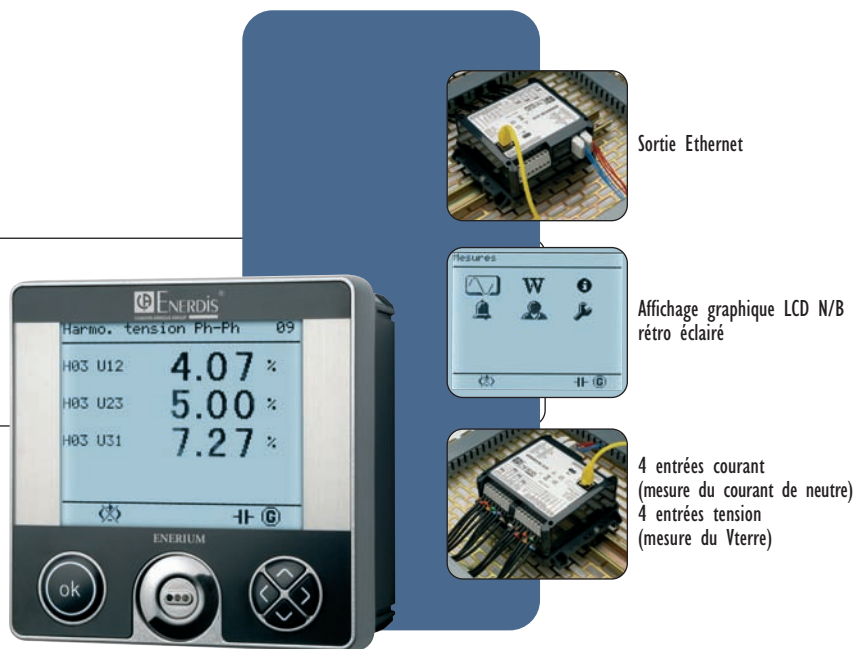 Sortie Ethernet
Mesures
W
Affichage graphique LCD N/B
rétro éclairé
ENERDIS®
Harmo. tension Ph-Ph 09
H03 U12 4.07 %
H03 U23 5.00 %
H03 U31 7.27 %
G
G
ENERIUM
ok
4 entrées courant
(mesure du courant de neutre)
4 entrées tension
(mesure du Vterre)